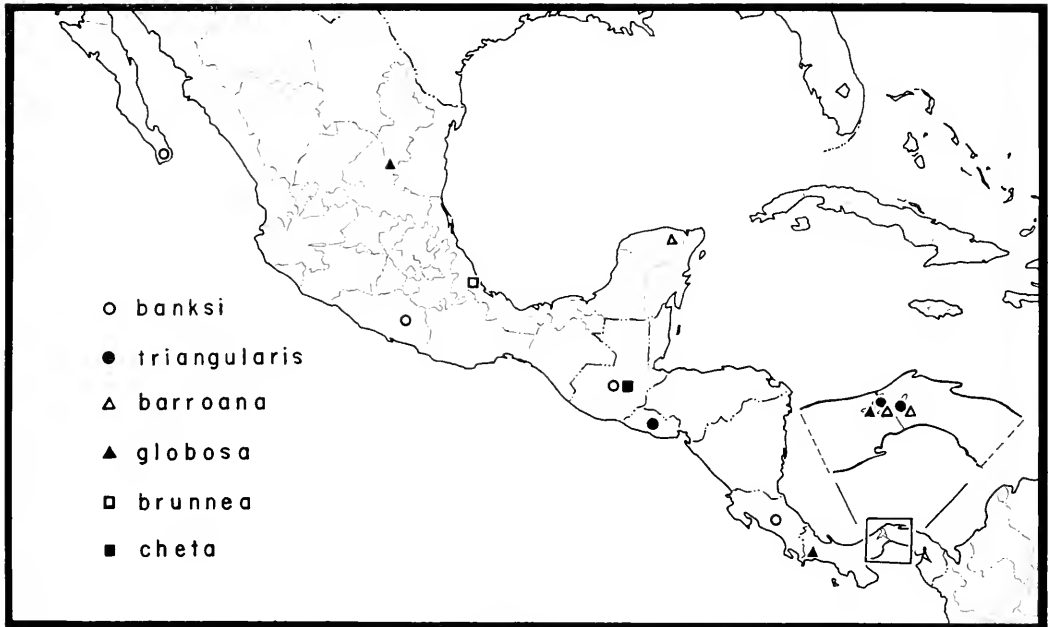 banksi
triangularis
barroana
globosa
brunnea
cheta